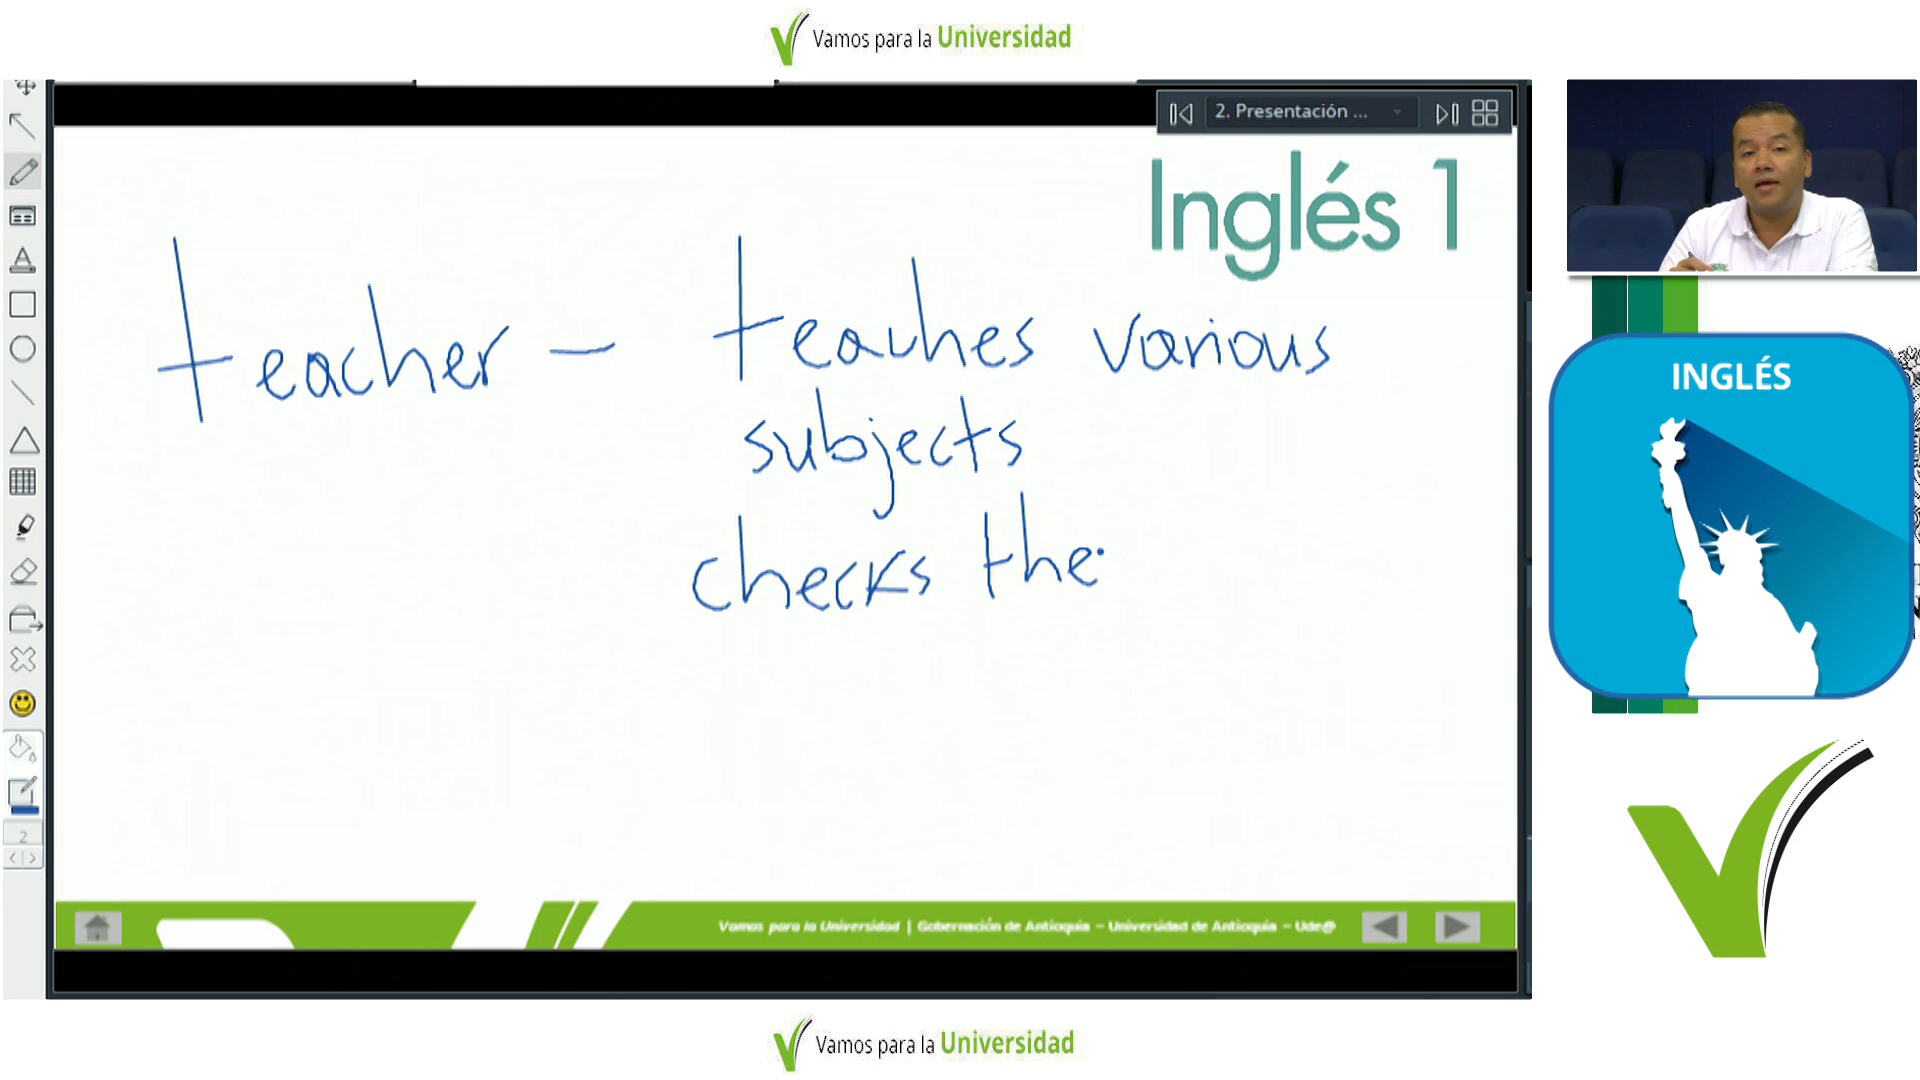 Vamos para la Universidad
2. Presentación ...
Inglés 1
teacher — teaches various
subjects
checks the
INGLÉS
2
Vamos para la Universidad | Gobernación de Antioquia – Universidad de Antioquia – Ude@
Vamos para la Universidad